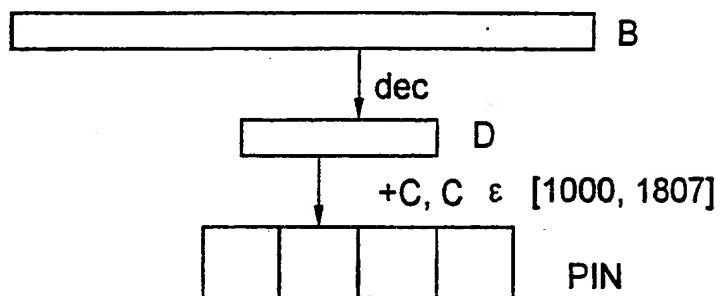 B
dec
D
+C, C ε [1000, 1807]
PIN